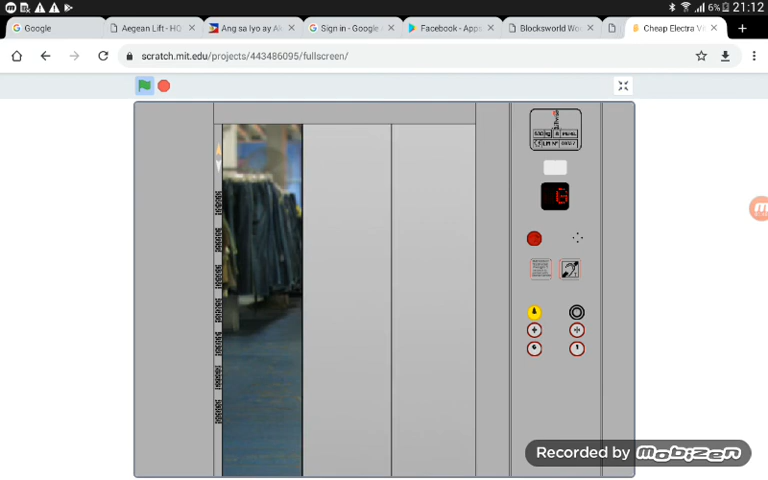 6% 21:12
Google
Aegean Lift - HO
Ang sa Iyo ay A
Sign in - Google
Facebook - Apps
Blocksworld Wo
Cheap Electra V
scratch.mit.edu/projects/443486095/fullscreen/
G
Recorded by mobizen